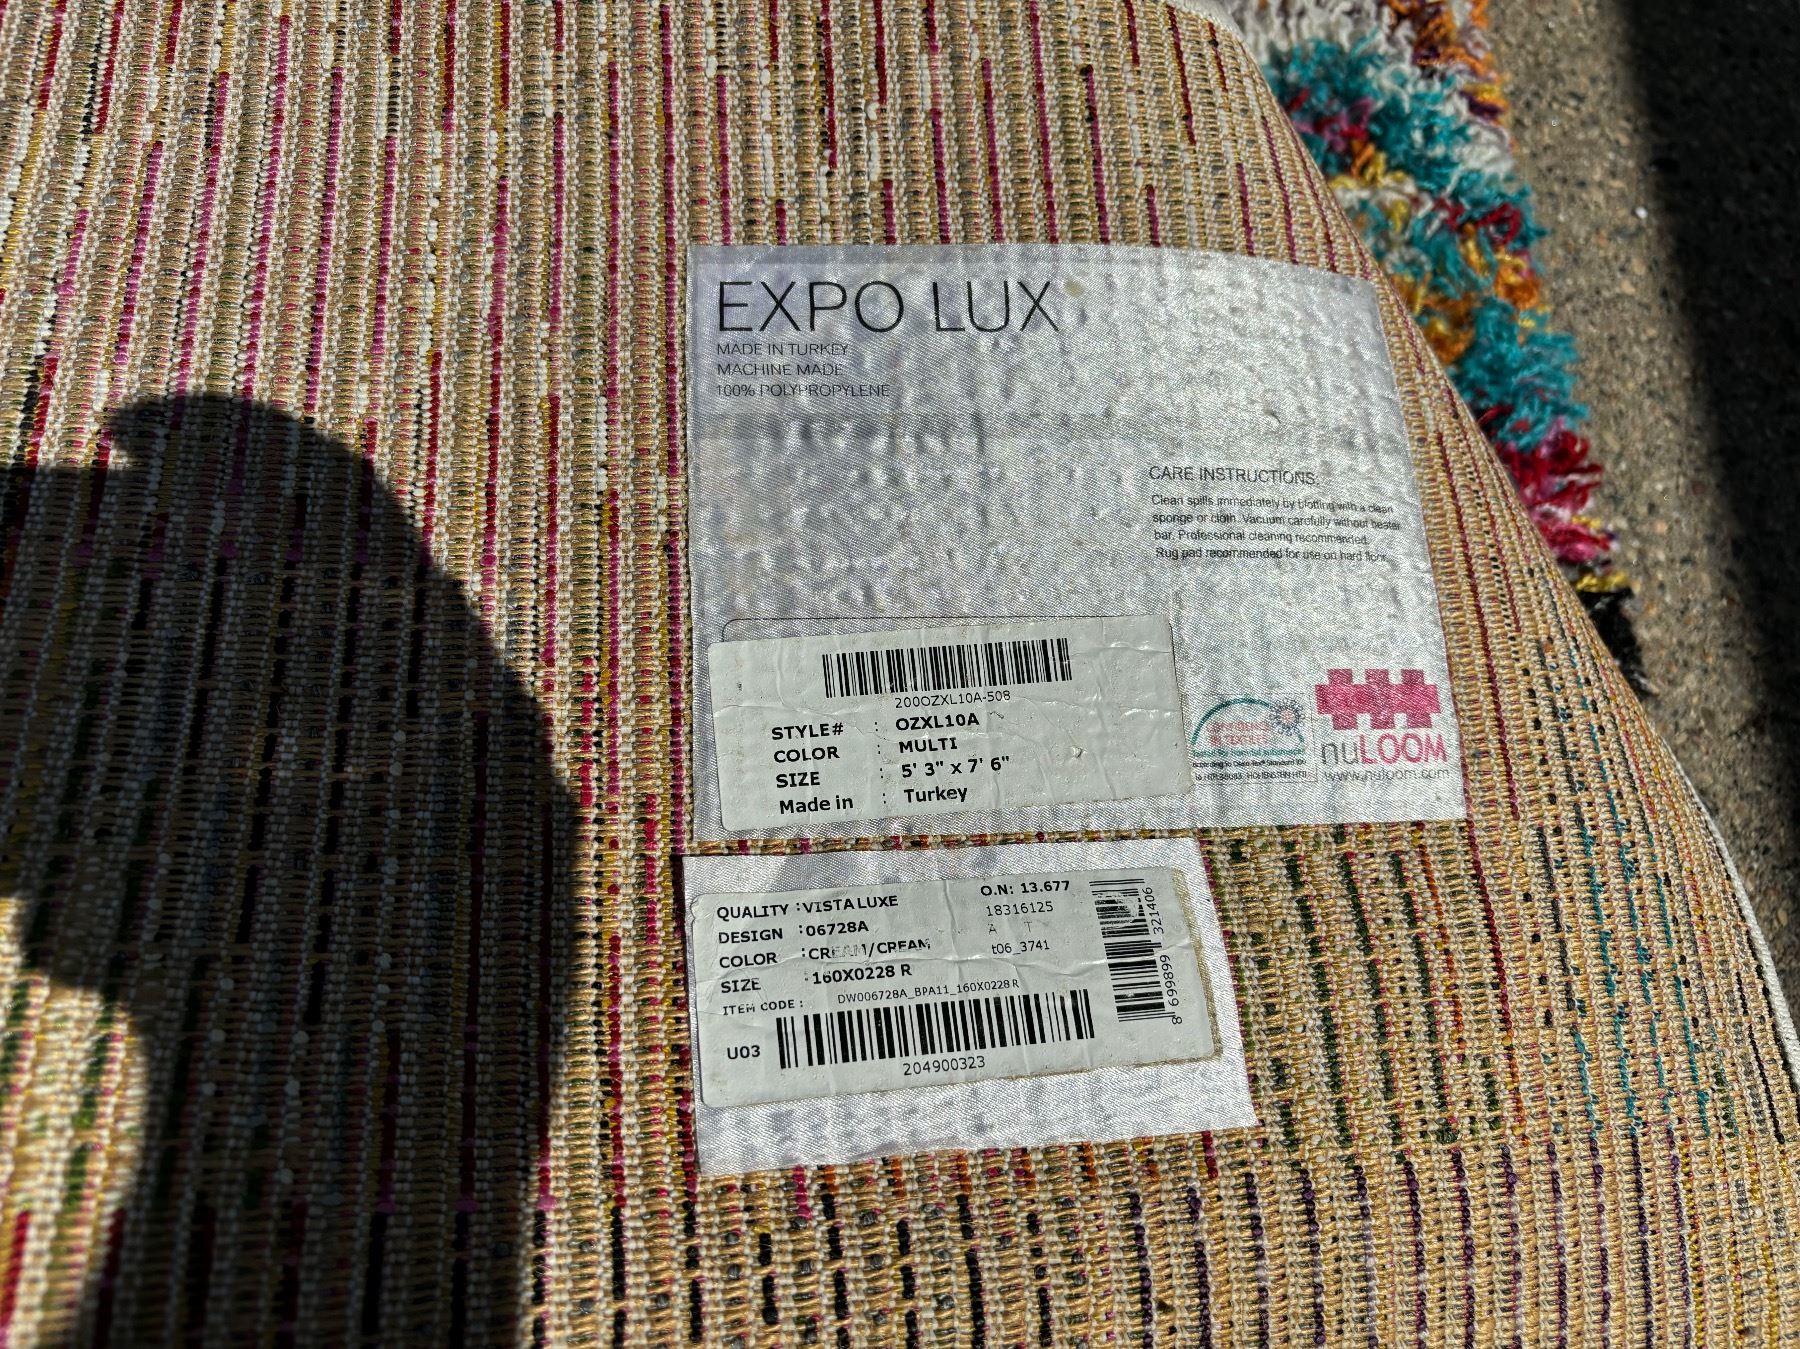 EXPO LUX
MADE IN TURKEY
MACHINE MADE
100% POLYPROPYLENE
CARE INSTRUCTIONS:
Clean spills immediately by blotting with a clean
sponge or cloth. Vacuum carefully without beater
bar. Professional cleaning recommended.
Rug pad recommended for use on hard floor.
200OZXL10A-508
STYLE# : OZXL10A
COLOR : MULTI
SIZE : 5' 3" x 7' 6"
Made in : Turkey
nuLOOM
www.nuloom.com
QUALITY : VISTA LUXE
DESIGN : 06728A
COLOR : CREAM/CREAM
SIZE : 160X0228 R
ITEM CODE : DW006728A_BPA11_160X0228 R
O.N: 13.677
18316125
A T
t06_3741
U03
204900323
8 699899 321406